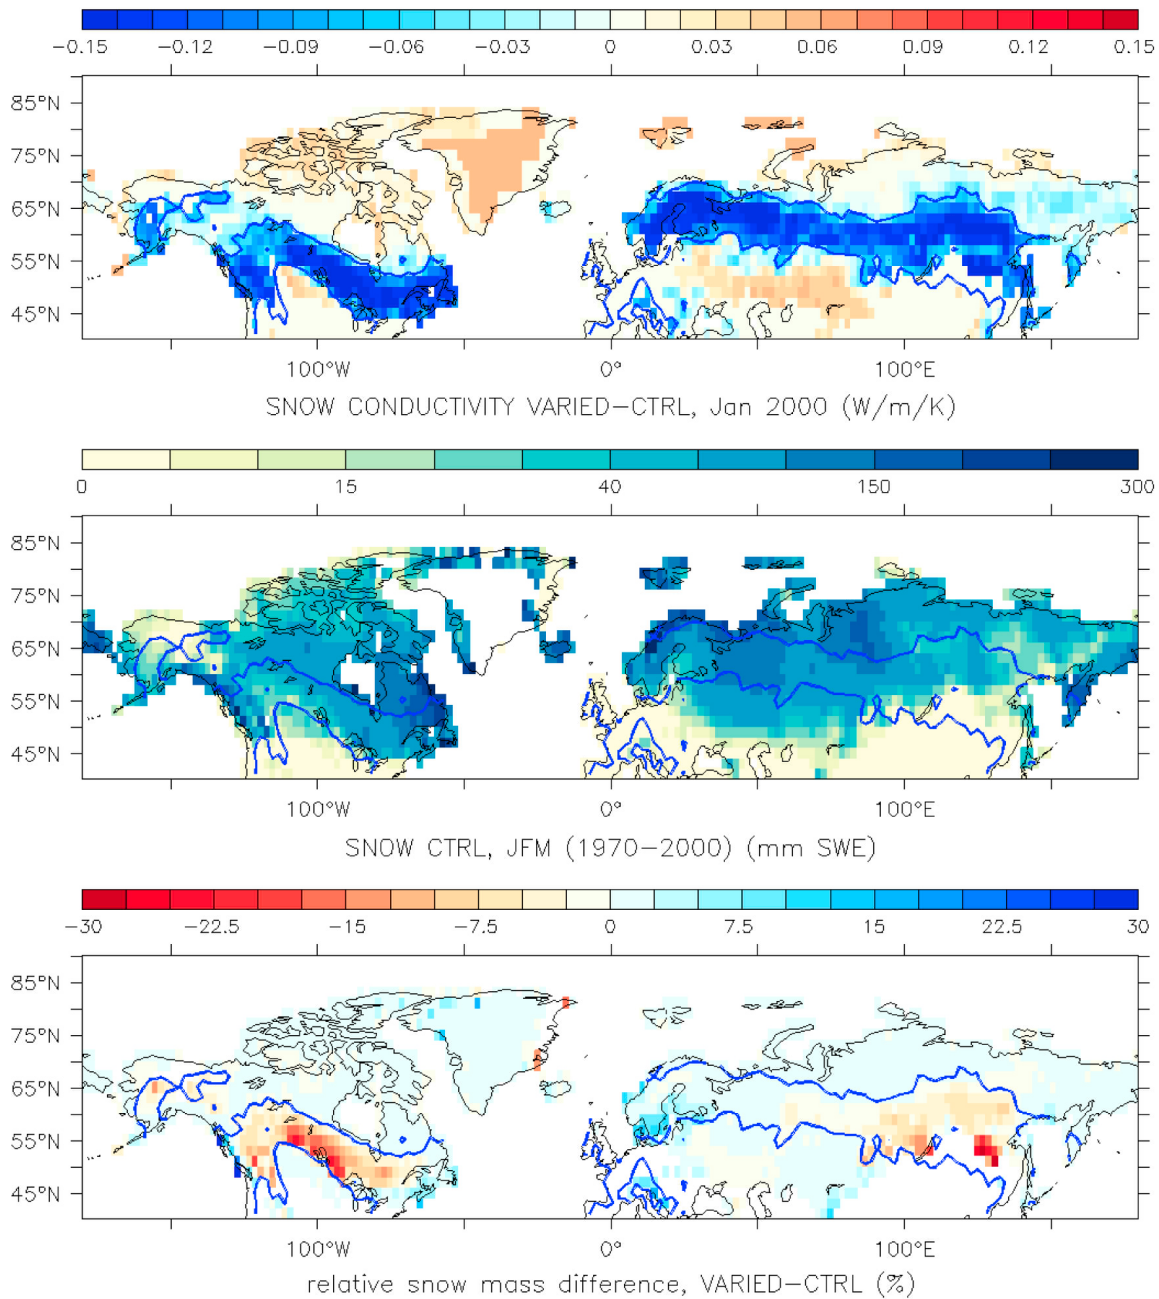 -0.15 -0.12 -0.09 -0.06 -0.03 0 0.03 0.06 0.09 0.12 0.15
85°N
75°N
65°N
55°N
45°N
100°W 0° 100°E
SNOW CONDUCTIVITY VARIED-CTRL, Jan 2000 (W/m/K)
0 15 40 150 300
85°N
75°N
65°N
55°N
45°N
100°W 0° 100°E
SNOW CTRL, JFM (1970-2000) (mm SWE)
-30 -22.5 -15 -7.5 0 7.5 15 22.5 30
85°N
75°N
65°N
55°N
45°N
100°W 0° 100°E
relative snow mass difference, VARIED-CTRL (%)